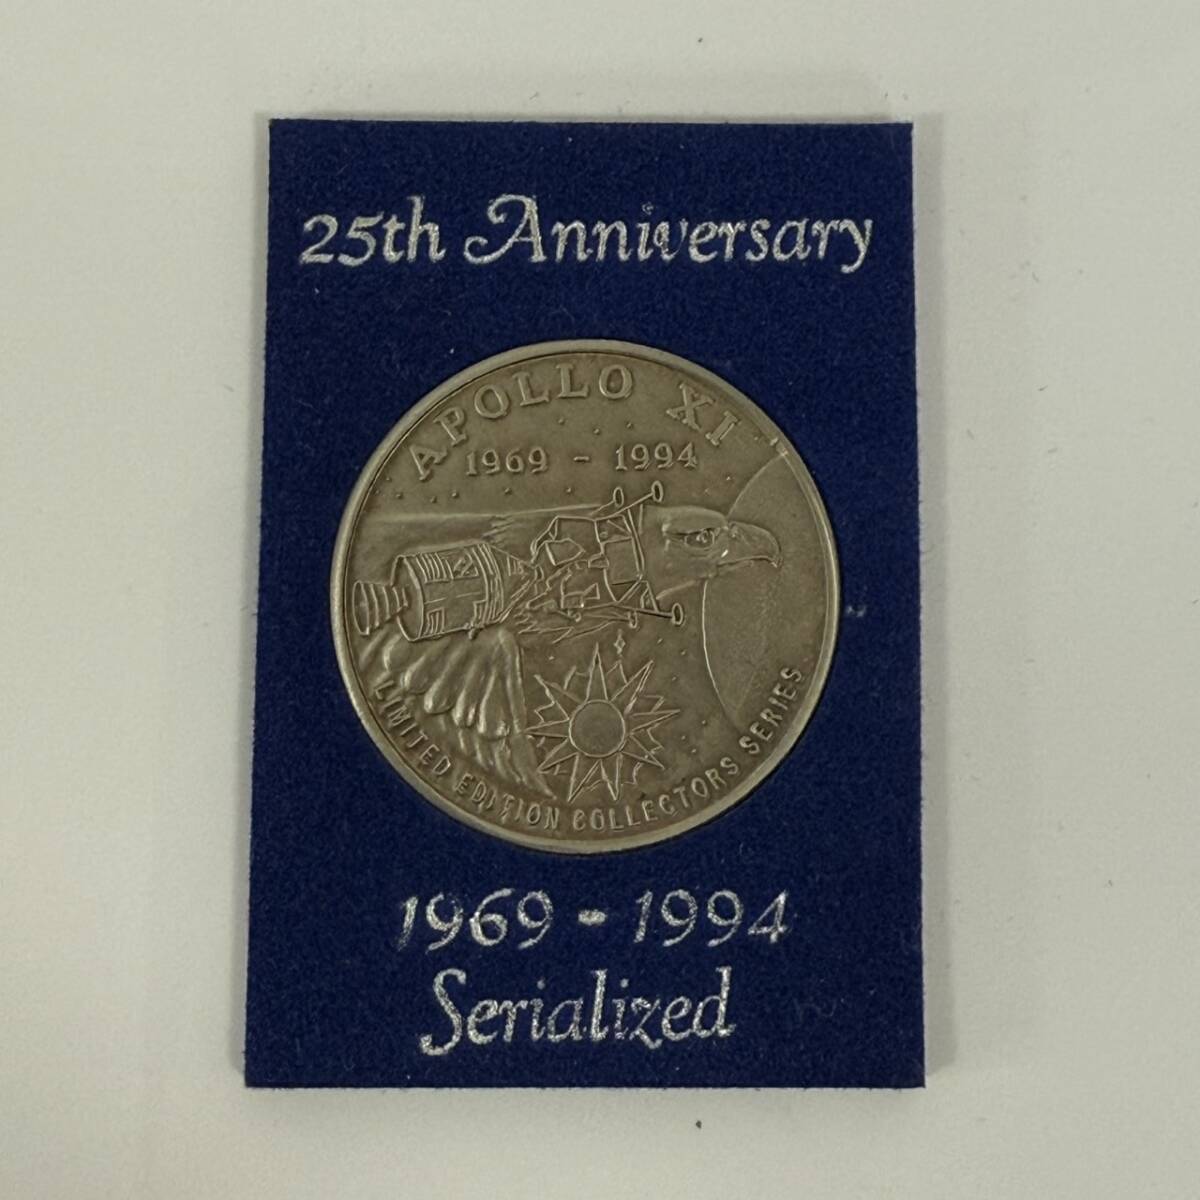 25th Anniversary
APOLLO XI
1969 - 1994
LIMITED EDITION COLLECTORS SERIES
1969 - 1994
Serialized